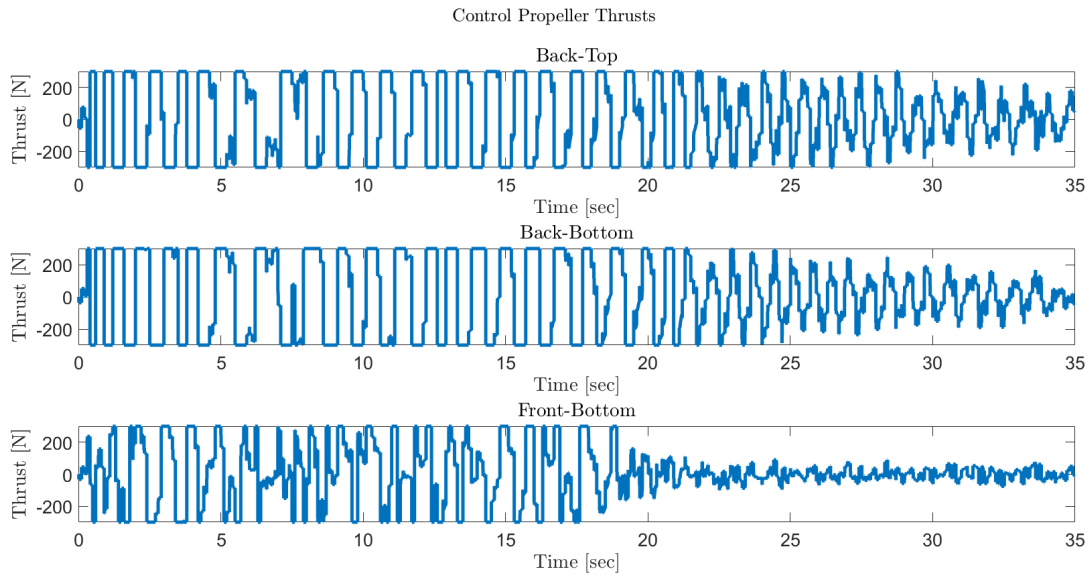 Control Propeller Thrusts
Back-Top
Thrust [N]
200
0
-200
0 5 10 15 20 25 30 35
Time [sec]
Back-Bottom
Thrust [N]
200
0
-200
0 5 10 15 20 25 30 35
Time [sec]
Front-Bottom
Thrust [N]
200
0
-200
0 5 10 15 20 25 30 35
Time [sec]